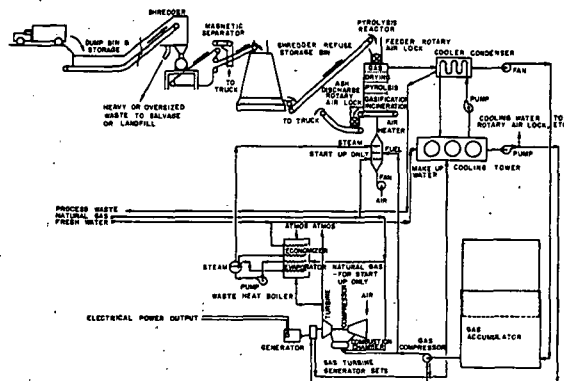 SHREDDER
DUMP BIN &
STORAGE
HEAVY OR OVERSIZED
WASTE TO SALVAGE
OR LANDFILL
MAGNETIC
SEPARATOR
TO
TRUCK
SHREDDER REFUSE
STORAGE BIN
PYROLYSIS
REACTOR
FEEDER ROTARY
AIR LOCK
GAS
DRYING
PYROLYSIS
GASIFICATION
INCINERATION
ASH
DISCHARGE
ROTARY
AIR LOCK
TO TRUCK
AIR
HEATER
COOLER CONDENSER
FAN
PUMP
COOLING WATER
ROTARY AIR LOCK
TO
ETC
PUMP
MAKE UP
WATER
COOLING TOWER
STEAM
START UP ONLY
FUEL
FAN
AIR
PROCESS WASTE
NATURAL GAS
FRESH WATER
ATMOS
ATMOS
ECONOMIZER
EVAPORATOR
STEAM
PUMP
WASTE HEAT BOILER
NATURAL GAS
-FOR START
UP ONLY
TURBINE
COMPRESSOR
AIR
COMBUSTION
CHAMBER
ELECTRICAL POWER OUTPUT
GENERATOR
GAS TURBINE
GENERATOR SETS
GAS
COMPRESSOR
GAS
ACCUMULATOR